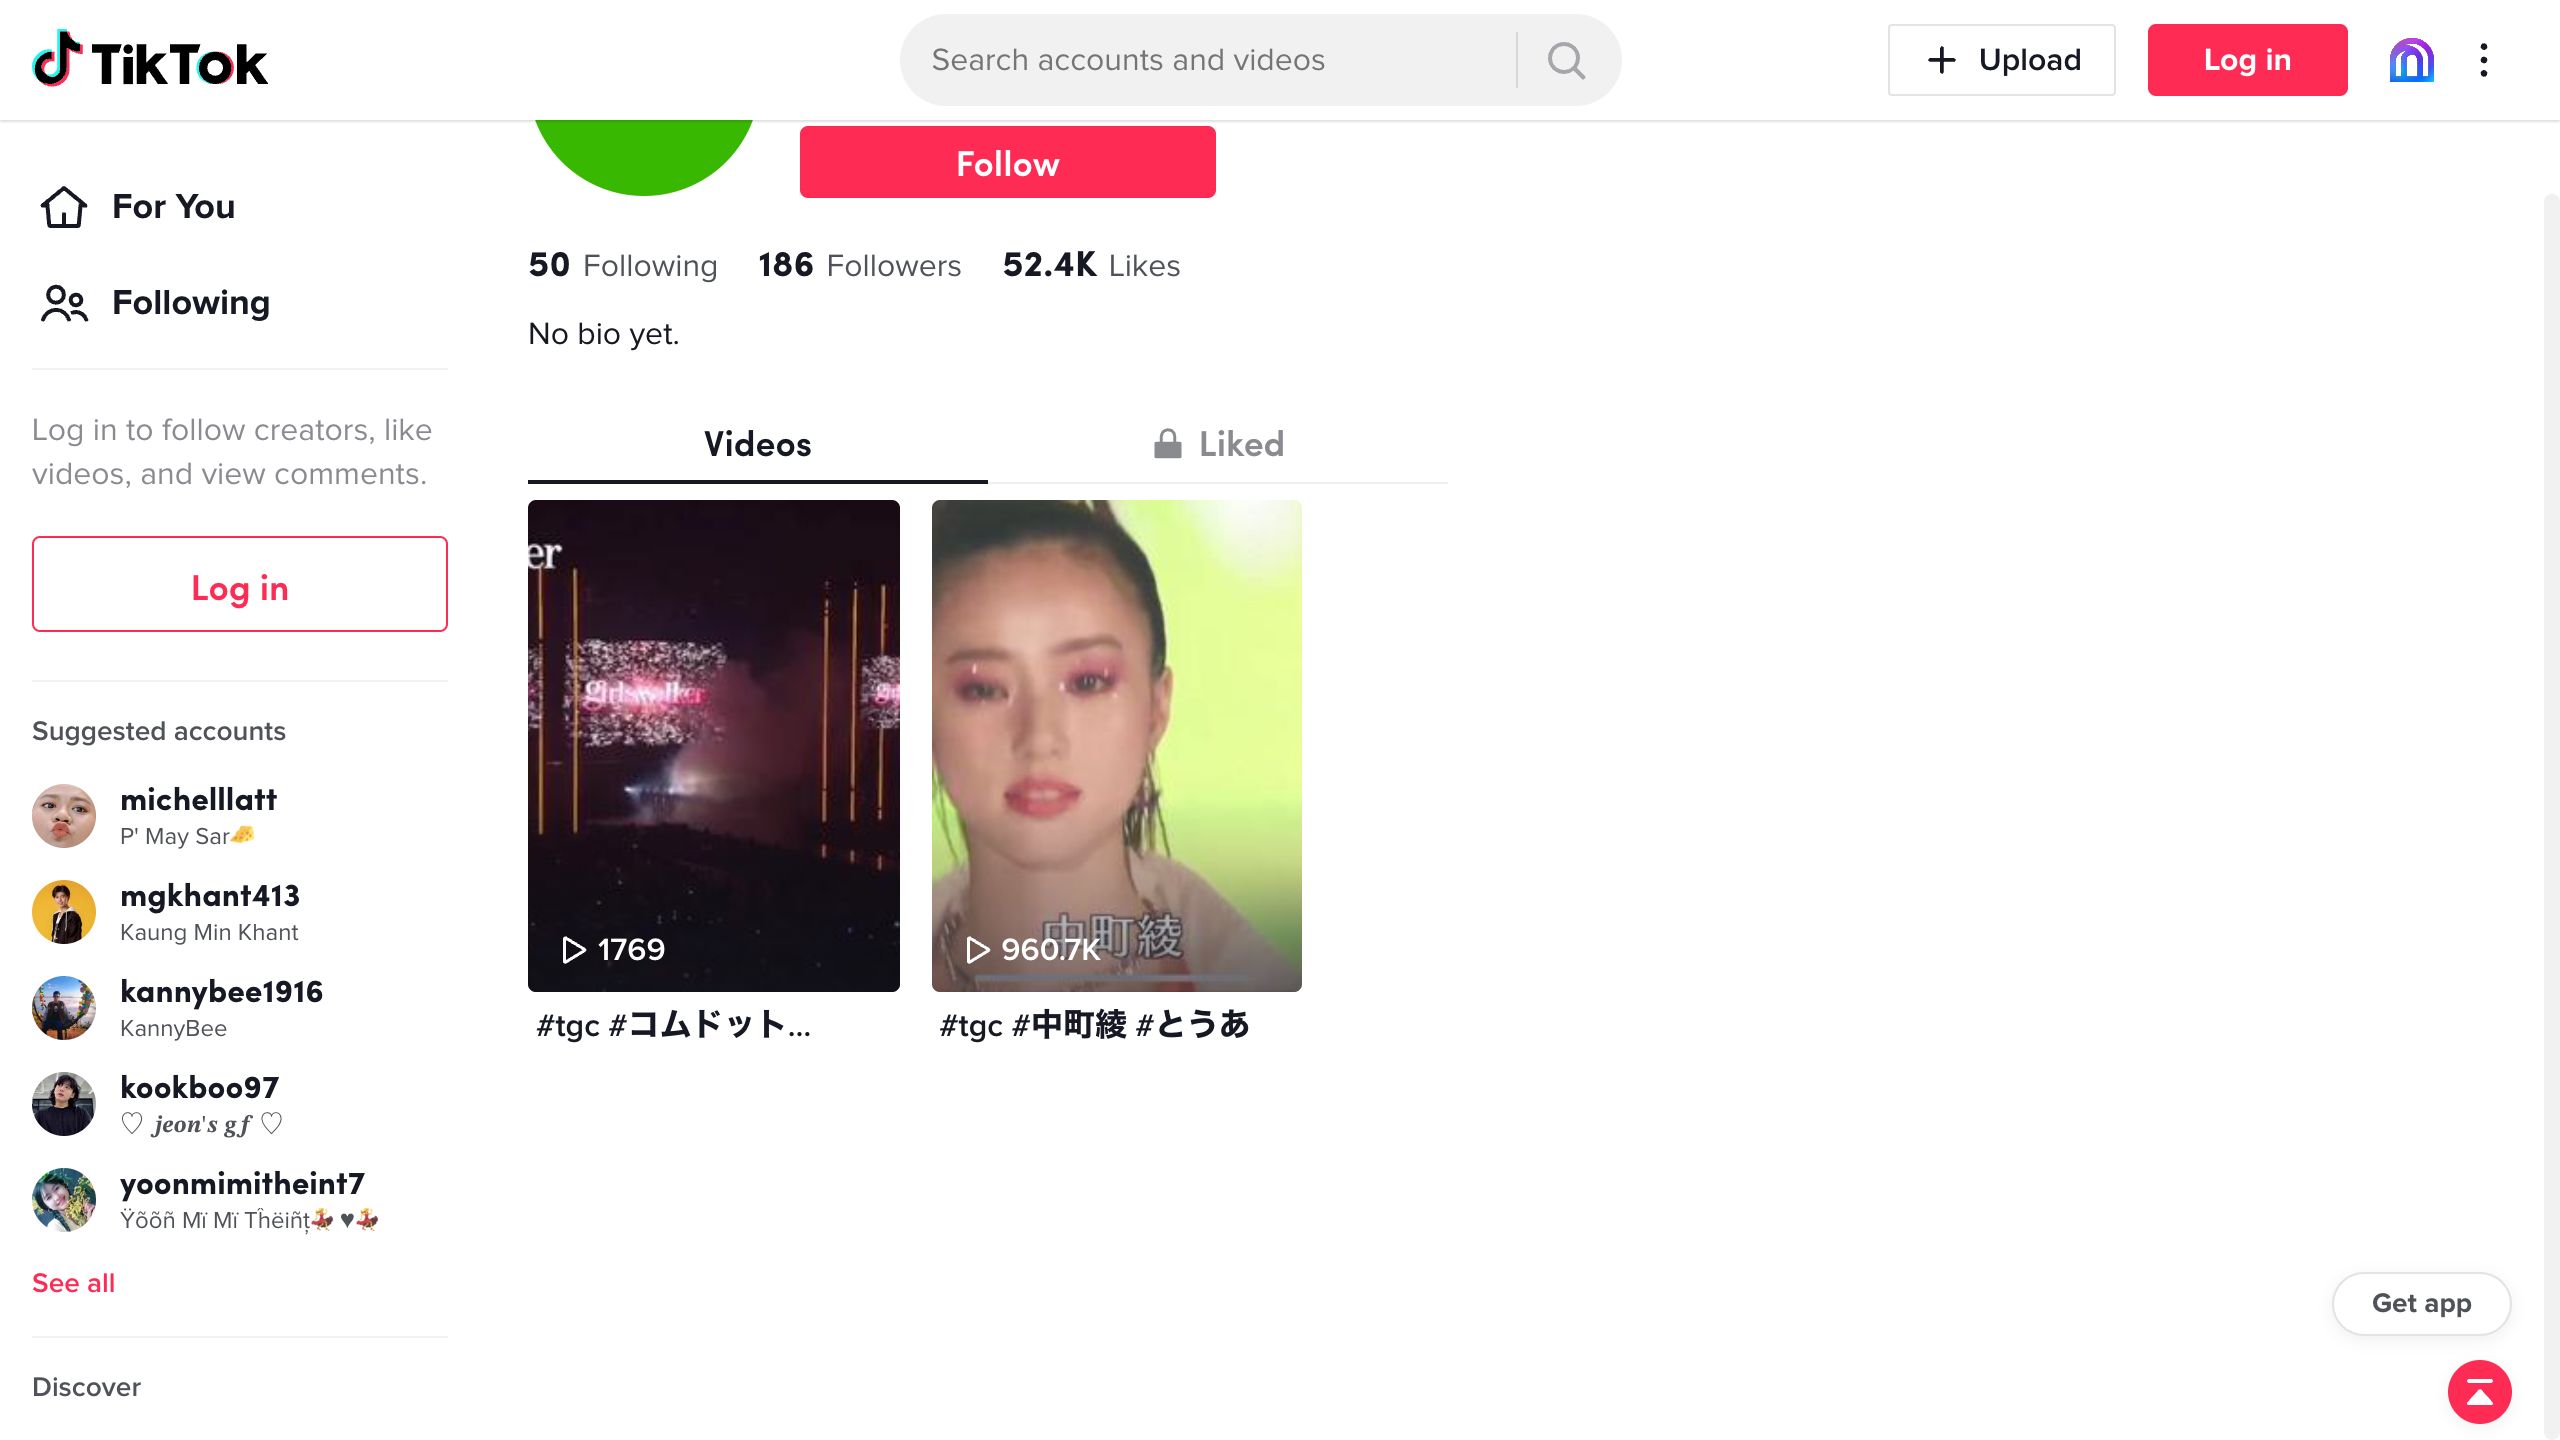 TikTok
Search accounts and videos
Upload
Log in
For You
Following
Log in to follow creators, like
videos, and view comments.
Log in
Suggested accounts
michelllatt
P' May Sar🧀
mgkhant413
Kaung Min Khant
kannybee1916
KannyBee
kookboo97
♡ 𝒋𝒆𝒐𝒏'𝒔 𝒈𝒇 ♡
yoonmimitheint7
Ÿõõñ Mï Mï Tĥëiñţ💃 ♥💃
See all
Discover
Follow
50 Following 186 Followers 52.4K Likes
No bio yet.
Videos
Liked
er
girlswalker
1769
#tgc #コムドット...
中町綾
960.7K
#tgc #中町綾 #とうあ
Get app